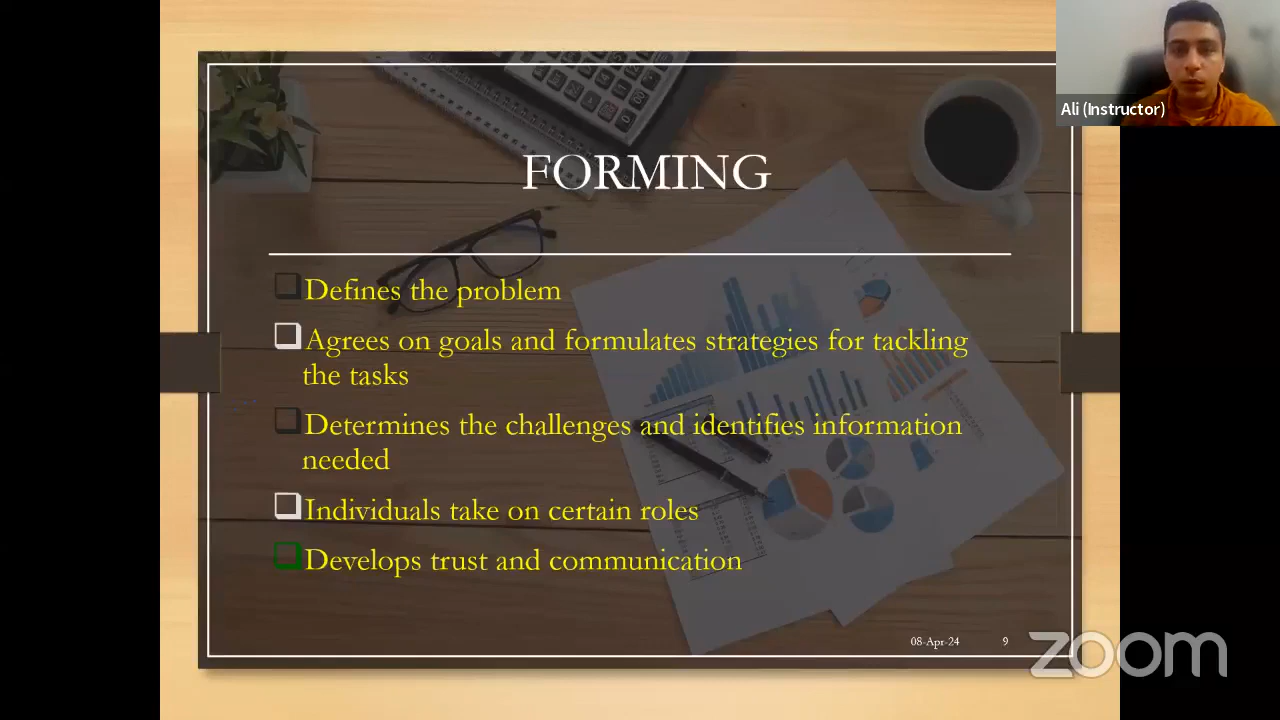 Ali (Instructor)
FORMING
Defines the problem
Agrees on goals and formulates strategies for tackling
the tasks
Determines the challenges and identifies information
needed
Individuals take on certain roles
Develops trust and communication
08-Apr-24 9
zoom